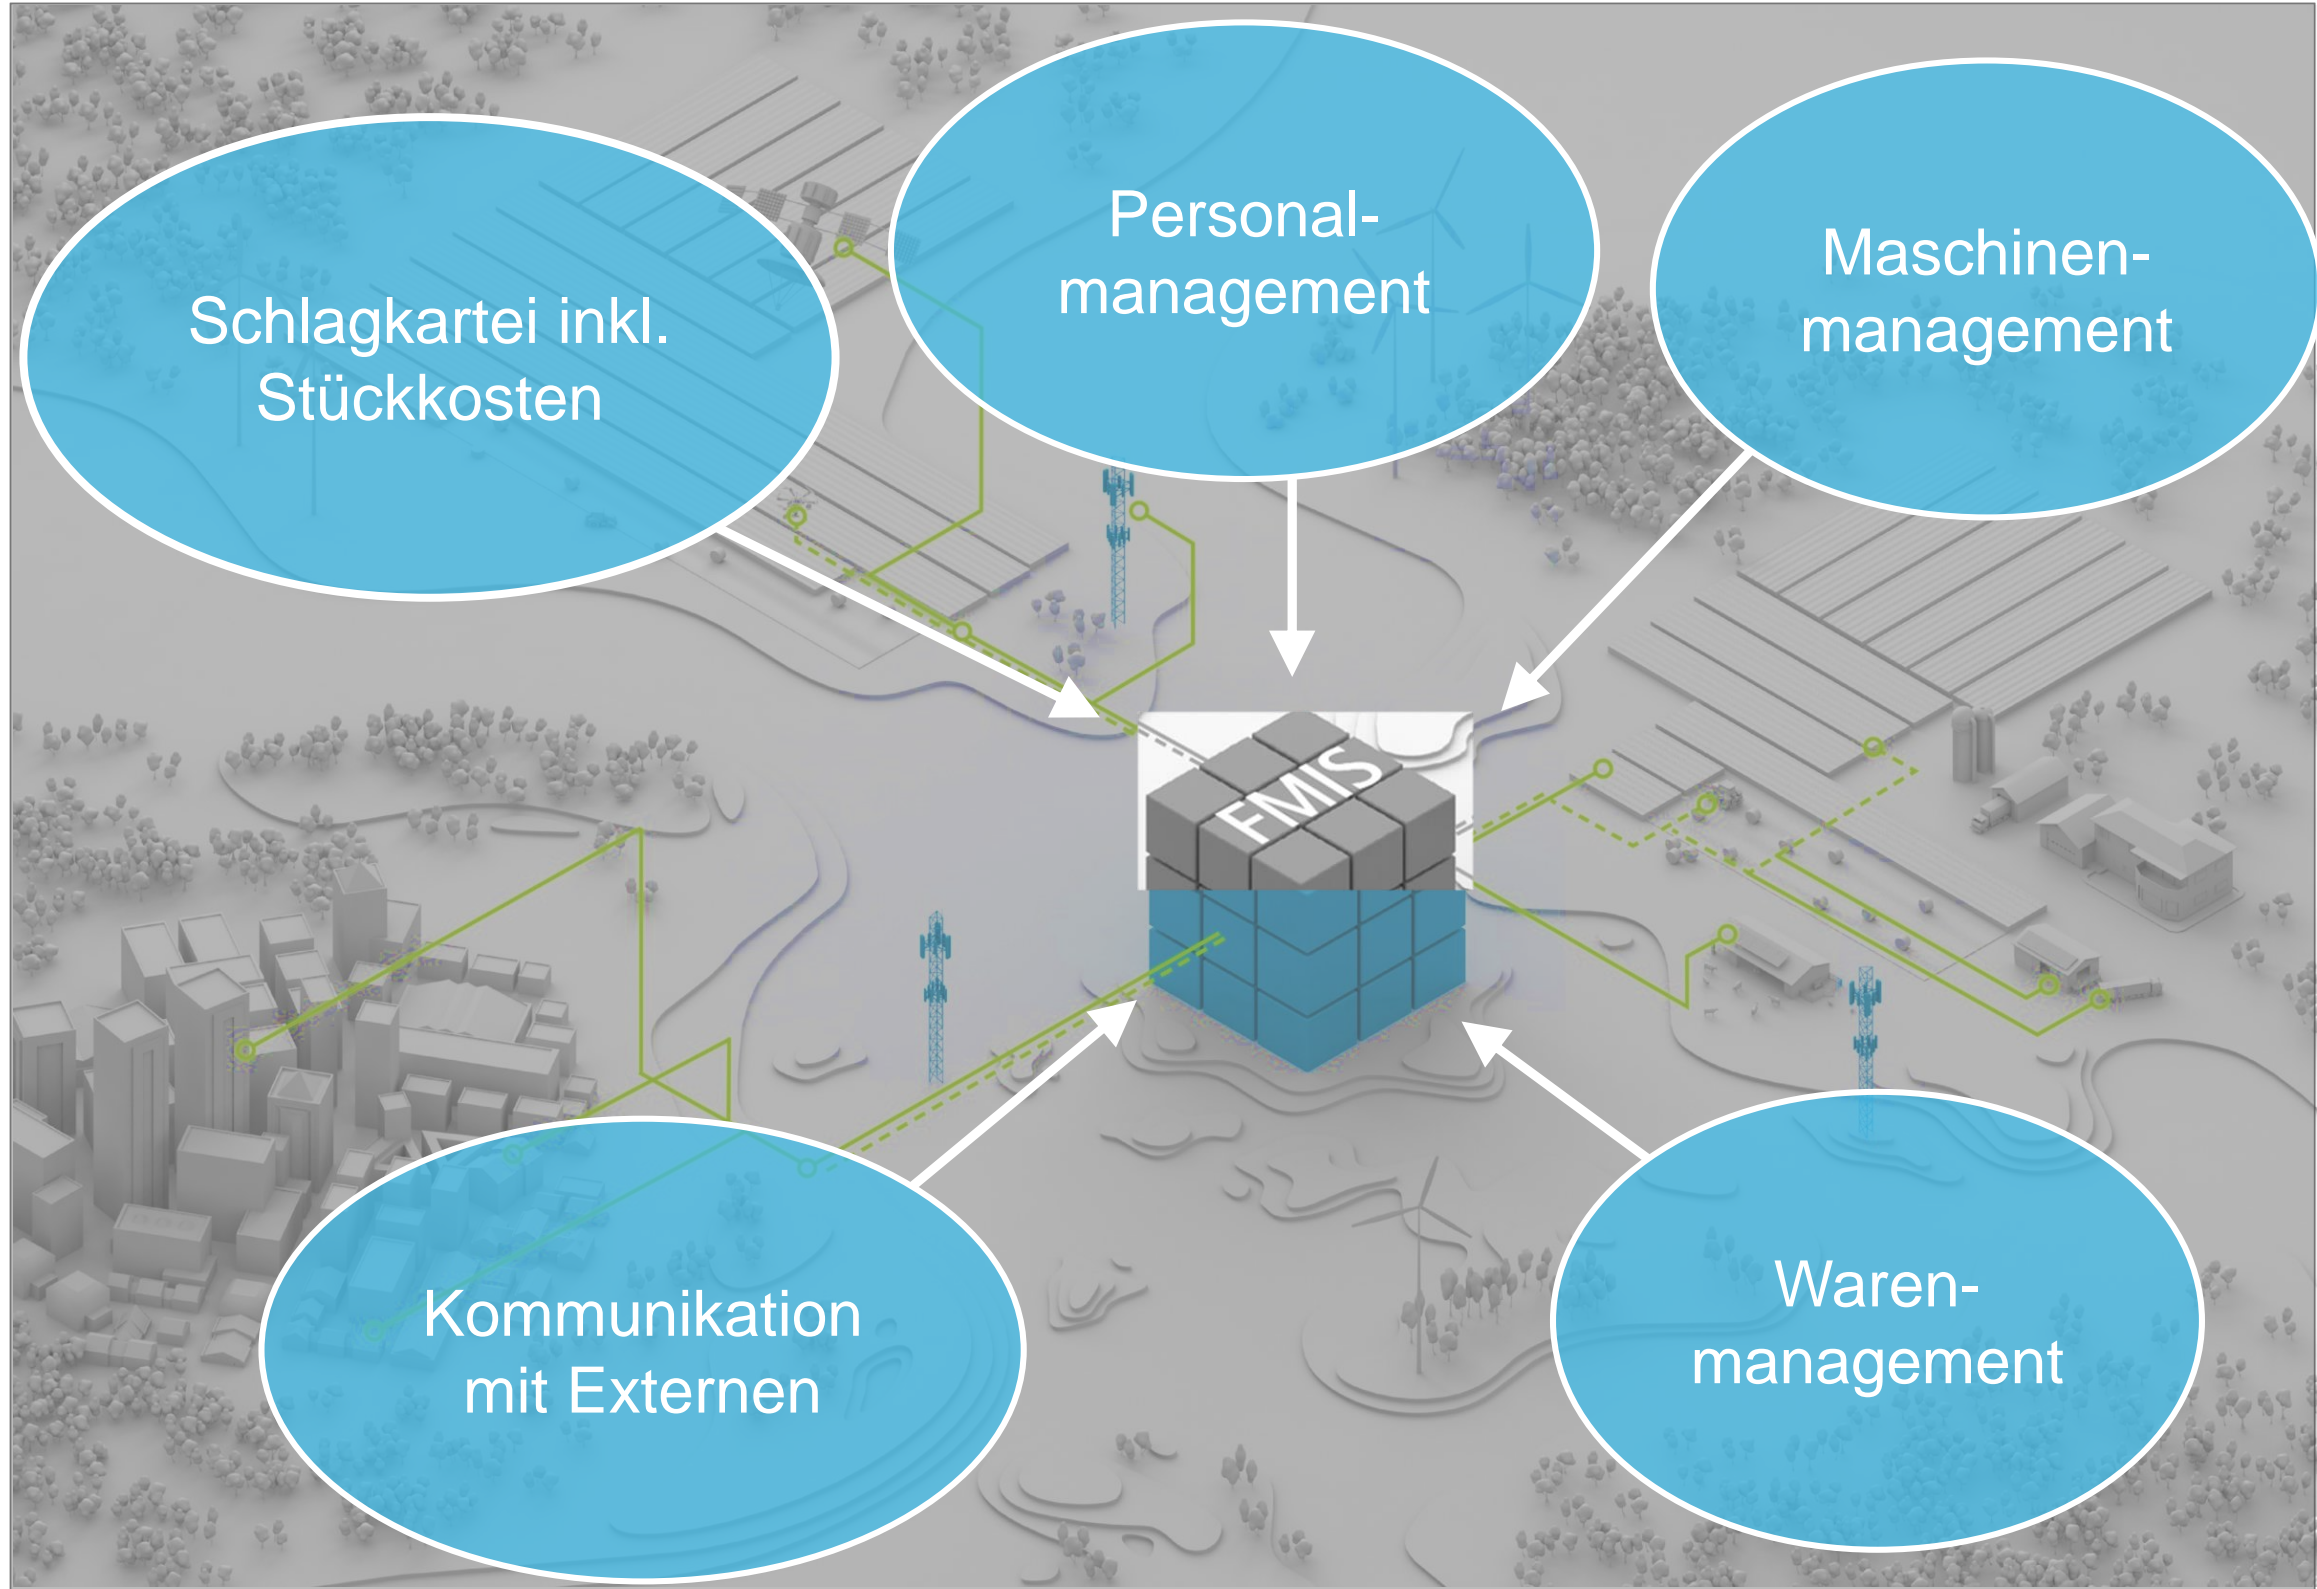 Schlagkartei inkl.
Stückkosten
Personal-
management
Maschinen-
management
FMIS
Kommunikation
mit Externen
Waren-
management